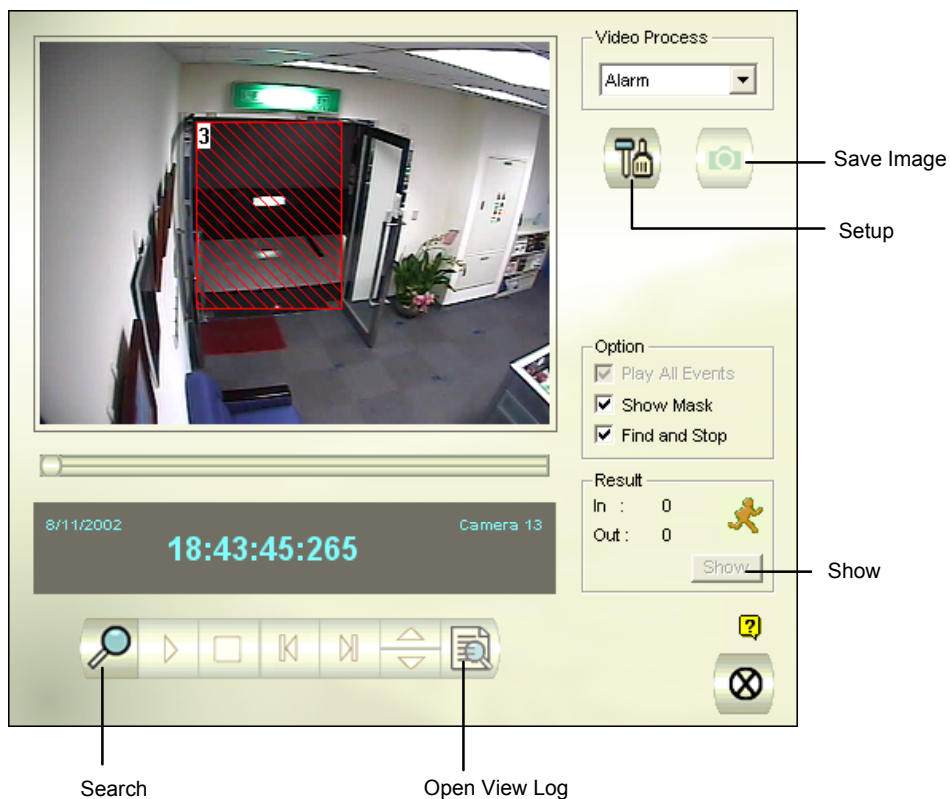 Video Process
Alarm
3
Save Image
Setup
Option
Play All Events
Show Mask
Find and Stop
Result
In : 0
Out : 0
Show
Show
8/11/2002
Camera 13
18:43:45:265
?
Search
Open View Log